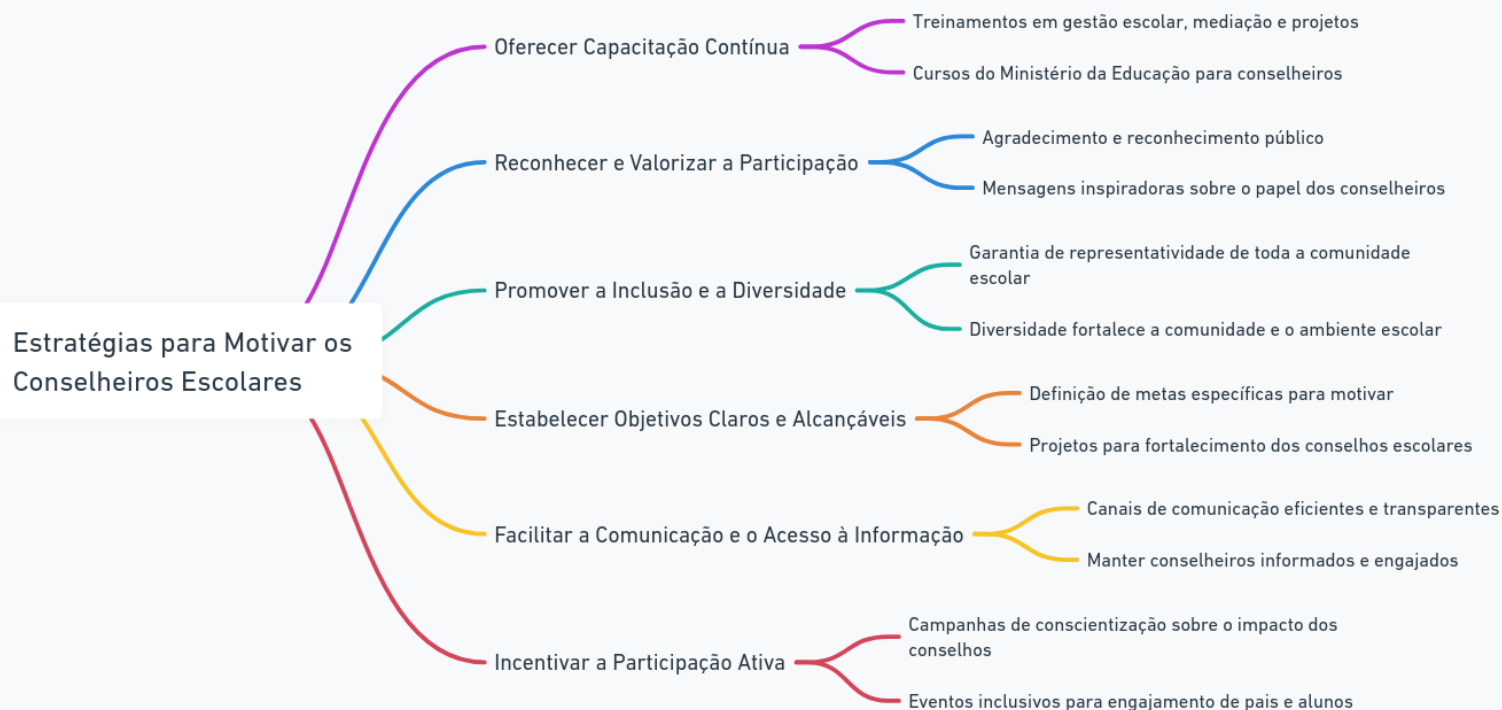 Estratégias para Motivar os
Conselheiros Escolares
Oferecer Capacitação Contínua
Treinamentos em gestão escolar, mediação e projetos
Cursos do Ministério da Educação para conselheiros
Reconhecer e Valorizar a Participação
Agradecimento e reconhecimento público
Mensagens inspiradoras sobre o papel dos conselheiros
Promover a Inclusão e a Diversidade
Garantia de representatividade de toda a comunidade
escolar
Diversidade fortalece a comunidade e o ambiente escolar
Estabelecer Objetivos Claros e Alcançáveis
Definição de metas específicas para motivar
Projetos para fortalecimento dos conselhos escolares
Facilitar a Comunicação e o Acesso à Informação
Canais de comunicação eficientes e transparentes
Manter conselheiros informados e engajados
Incentivar a Participação Ativa
Campanhas de conscientização sobre o impacto dos
conselhos
Eventos inclusivos para engajamento de pais e alunos